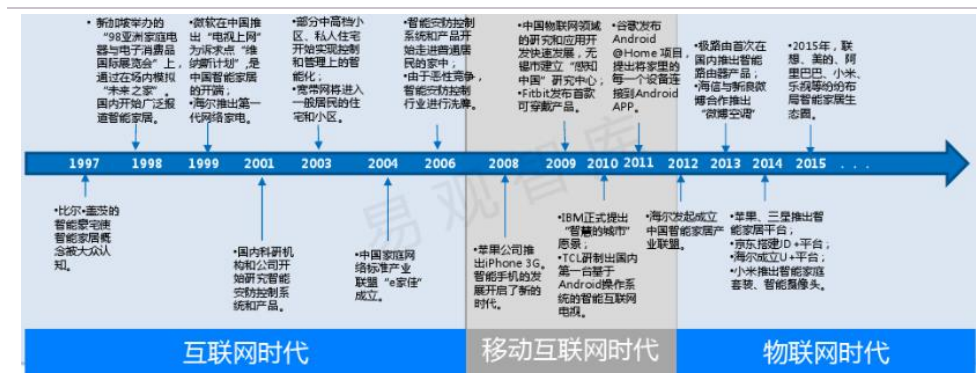 •新加坡举办的
“98亚洲家庭电
器与电子消费品
国际展览会”上，
通过在场内模拟
“未来之家”。
国内开始广泛报
道智能家居。
•微软在中国推
出“电视上网”
为诉求点“维
纳斯计划”,是
中国智能家居
的开端；
•海尔推出第一
代网络家电。
•部分中高档小
区、私人住宅
开始实现控制
和管理上的智
能化；
•宽带网将进入
一般居民的住
宅和小区。
•智能安防控制
系统和产品开
始走进普通居
民的家中；
•由于恶性竞争，
智能安防控制
行业进行洗牌。
•中国物联网领域
的研究和应用开
发快速发展，无
锡市建立“感知
中国”研究中心；
•Fitbit发布首款
可穿戴产品。
•谷歌发布
Android
@Home 项目
提出将家里的
每一个设备连
接到Android
APP。
•极路由首次在
国内推出智能
路由器产品；
•海信与新浪微
博合作推出
“微博空调”
•2015年，联
想、美的、阿
里巴巴、小米、
乐视等纷纷布
局智能家居生
态圈。
1997 1998 1999 2001 2003 2004 2006 2008 2009 2010 2011 2012 2013 2014 2015 . . .
易观智库
•比尔•盖茨的
智能豪宅使
智能家居概
念被大众认
知。
•国内科研机
构和公司开
始研究智能
安防控制系
统和产品。
•中国家庭网
络标准产业
联盟“e家佳”
成立。
•苹果公司推
出iPhone 3G,
智能手机的发
展开启了新的
时代。
•IBM正式提出
“智慧的城市”
愿景；
•TCL研制出国内
第一台基于
Android操作系
统的智能互联网
电视。
•海尔发起成立
中国智能家居产
业联盟。
•苹果、三星推出智
能家居平台；
•京东搭建JD+平台；
•海尔成立U+平台；
•小米推出智能家庭
套装、智能摄像头。
互联网时代
移动互联网时代
物联网时代